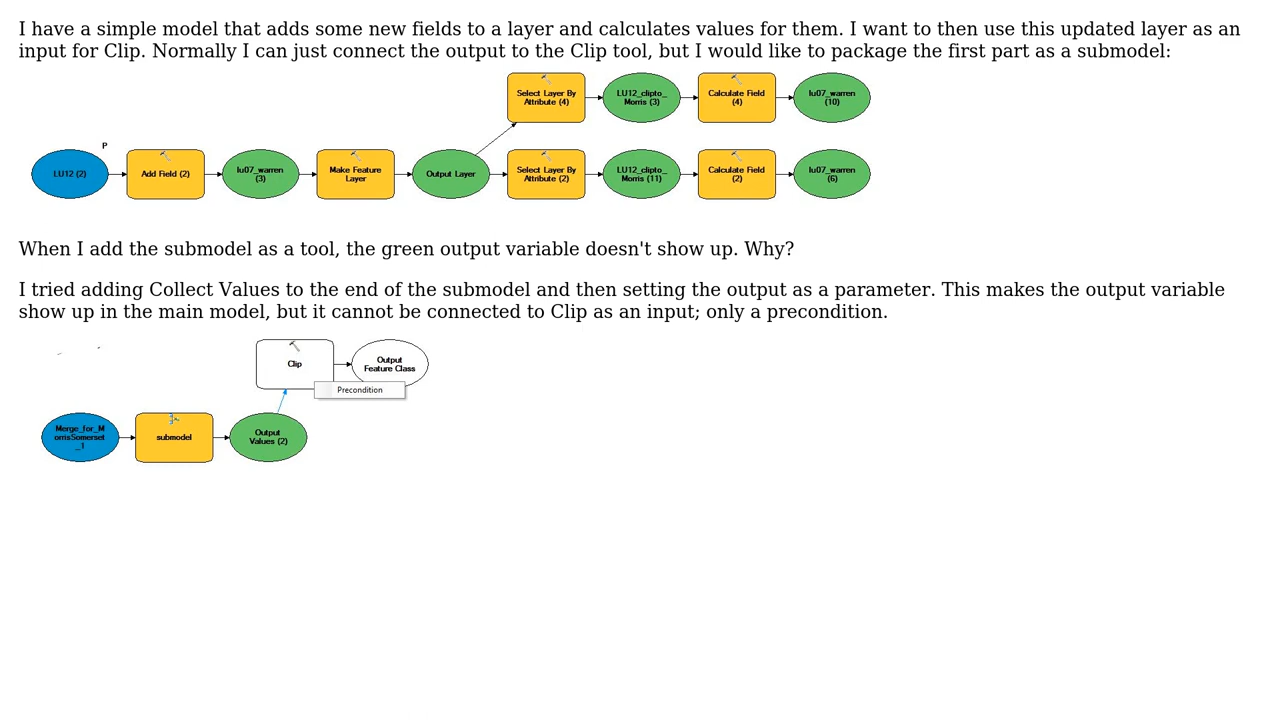 I have a simple model that adds some new fields to a layer and calculates values for them. I want to then use this updated layer as an
input for Clip. Normally I can just connect the output to the Clip tool, but I would like to package the first part as a submodel:
Select Layer By
Attribute (4)
LU12_clipto_
Morris (3)
Calculate Field
(4)
lu07_warren
(10)
P
LU12 (2)
Add Field (2)
lu07_warren
(3)
Make Feature
Layer
Output Layer
Select Layer By
Attribute (2)
LU12_clipto_
Morris (11)
Calculate Field
(2)
lu07_warren
(6)
When I add the submodel as a tool, the green output variable doesn't show up. Why?
I tried adding Collect Values to the end of the submodel and then setting the output as a parameter. This makes the output variable
show up in the main model, but it cannot be connected to Clip as an input; only a precondition.
Clip
Output
Feature Class
Precondition
Merge_for_M
orrisSomerset
_1
submodel
Output
Values (2)